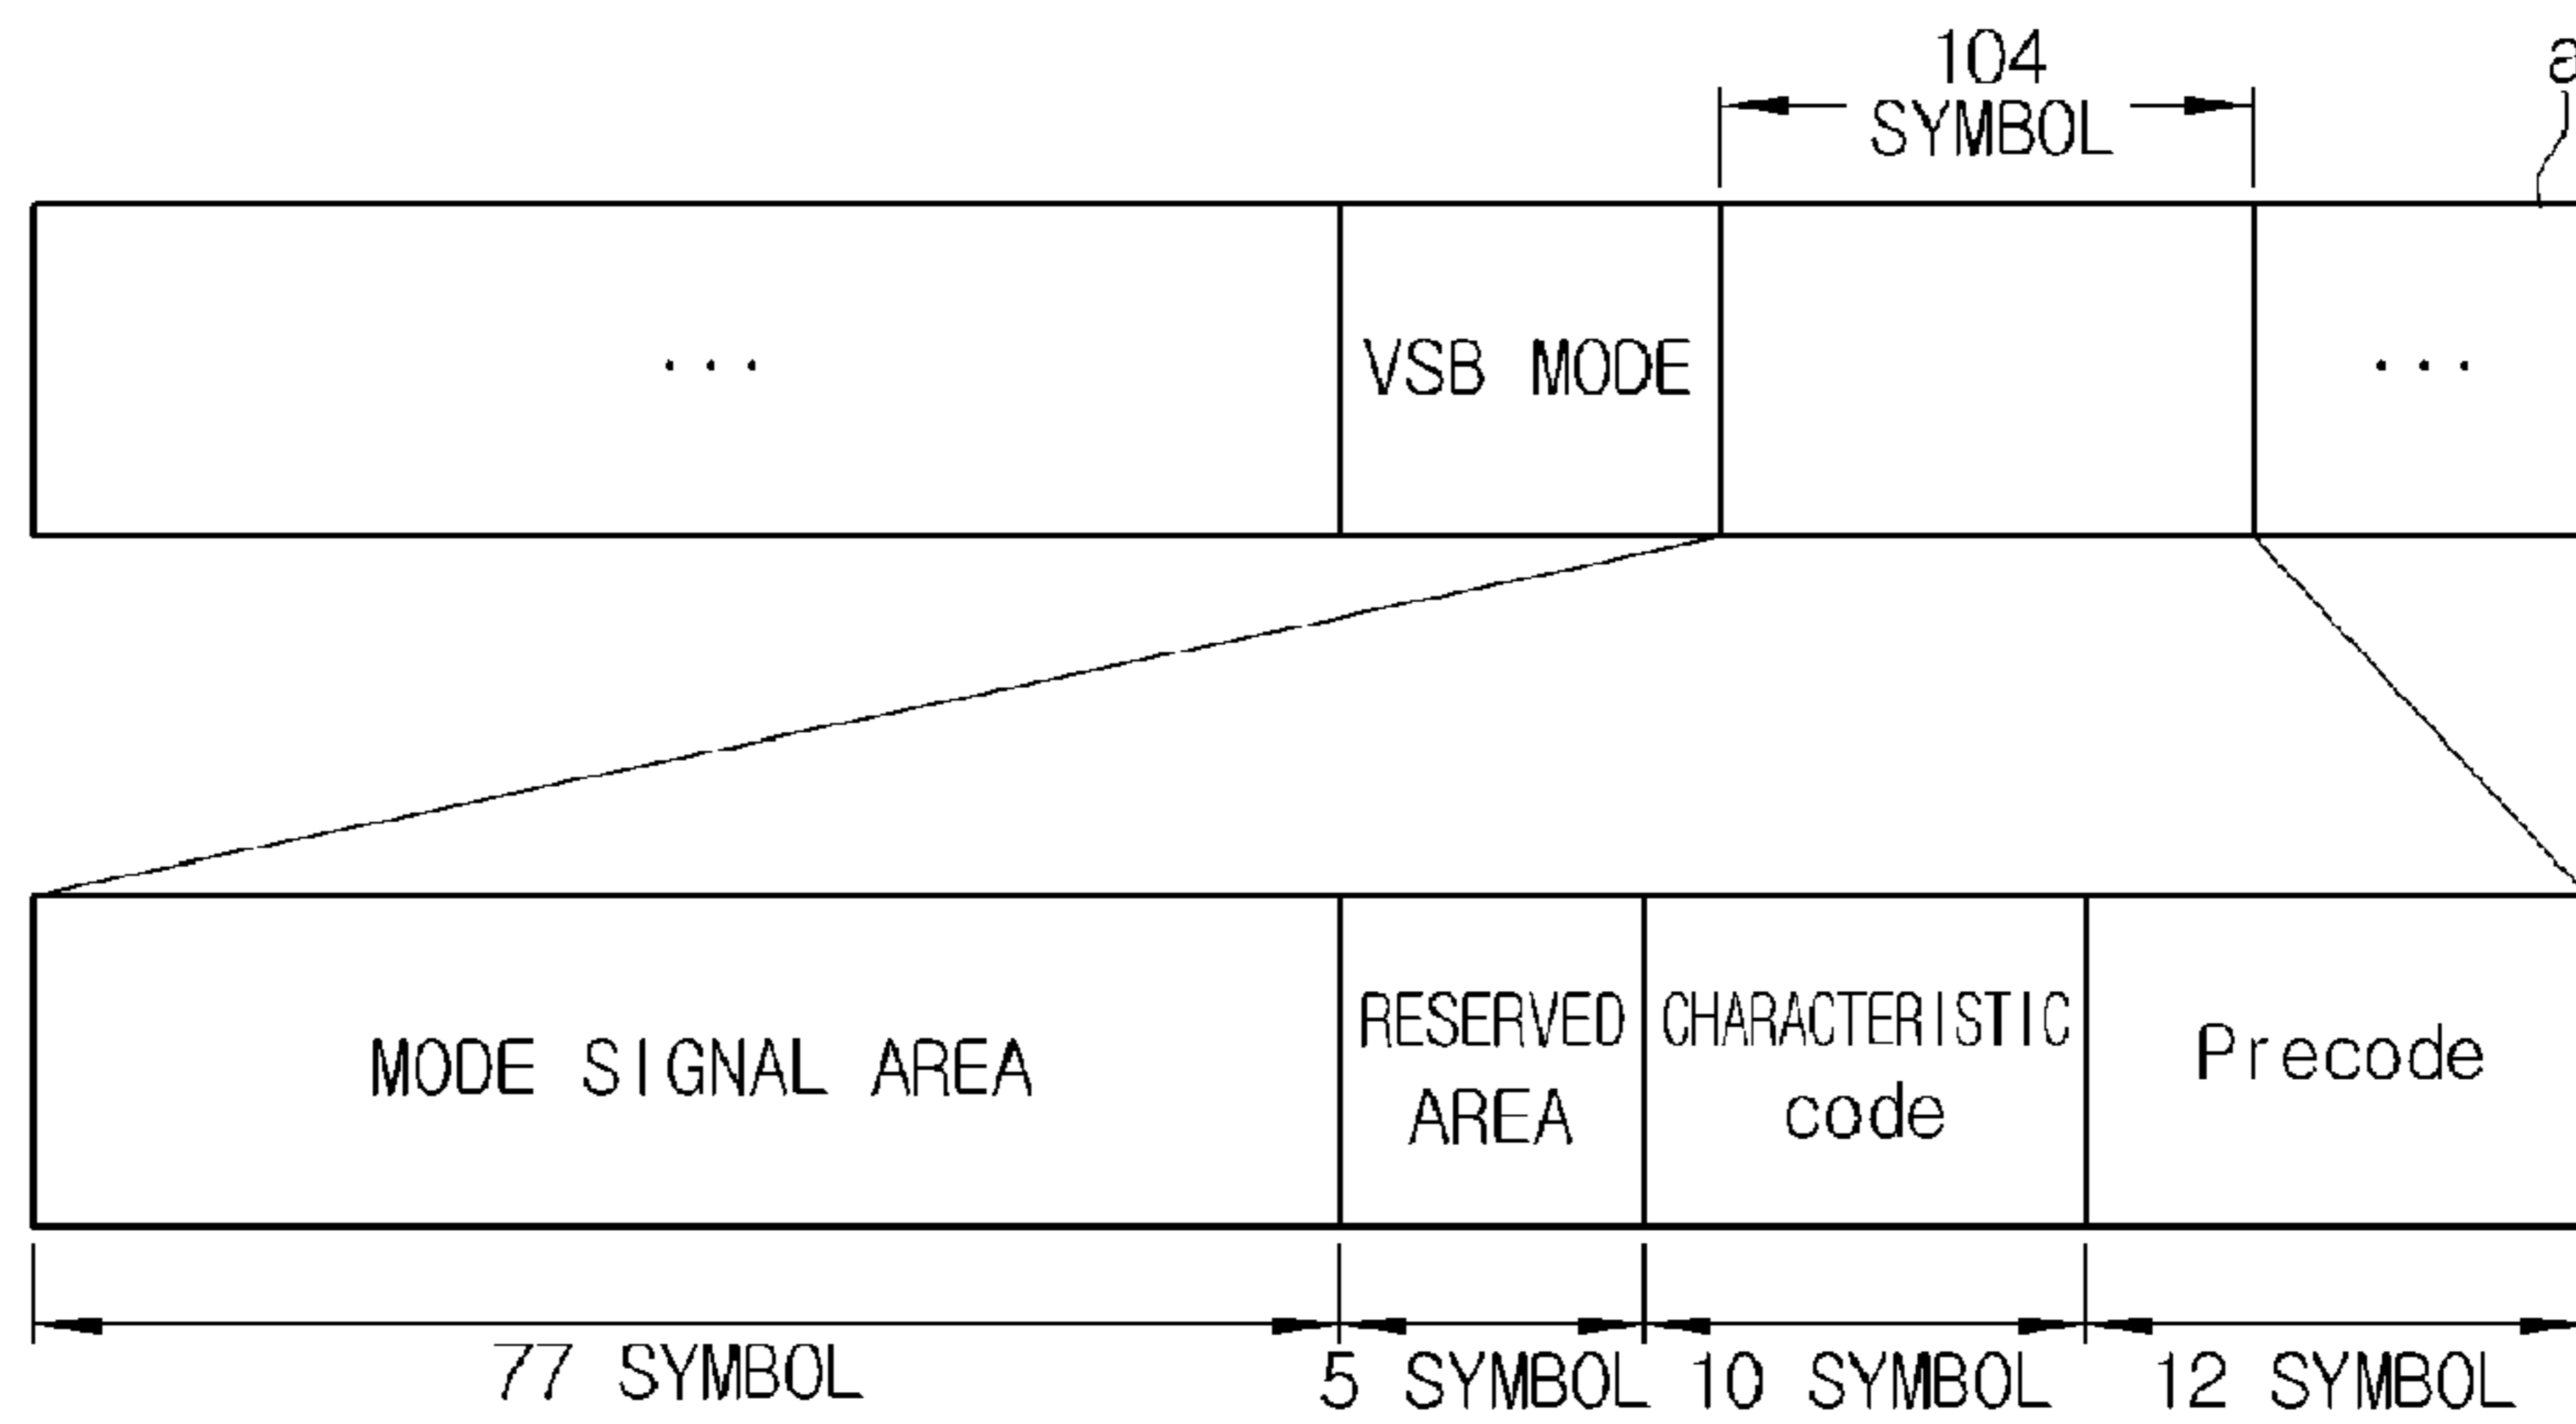 104
SYMBOL
a
...
VSB MODE
...
MODE SIGNAL AREA
RESERVED
AREA
CHARACTERISTIC
code
Precode
77 SYMBOL
5 SYMBOL
10 SYMBOL
12 SYMBOL